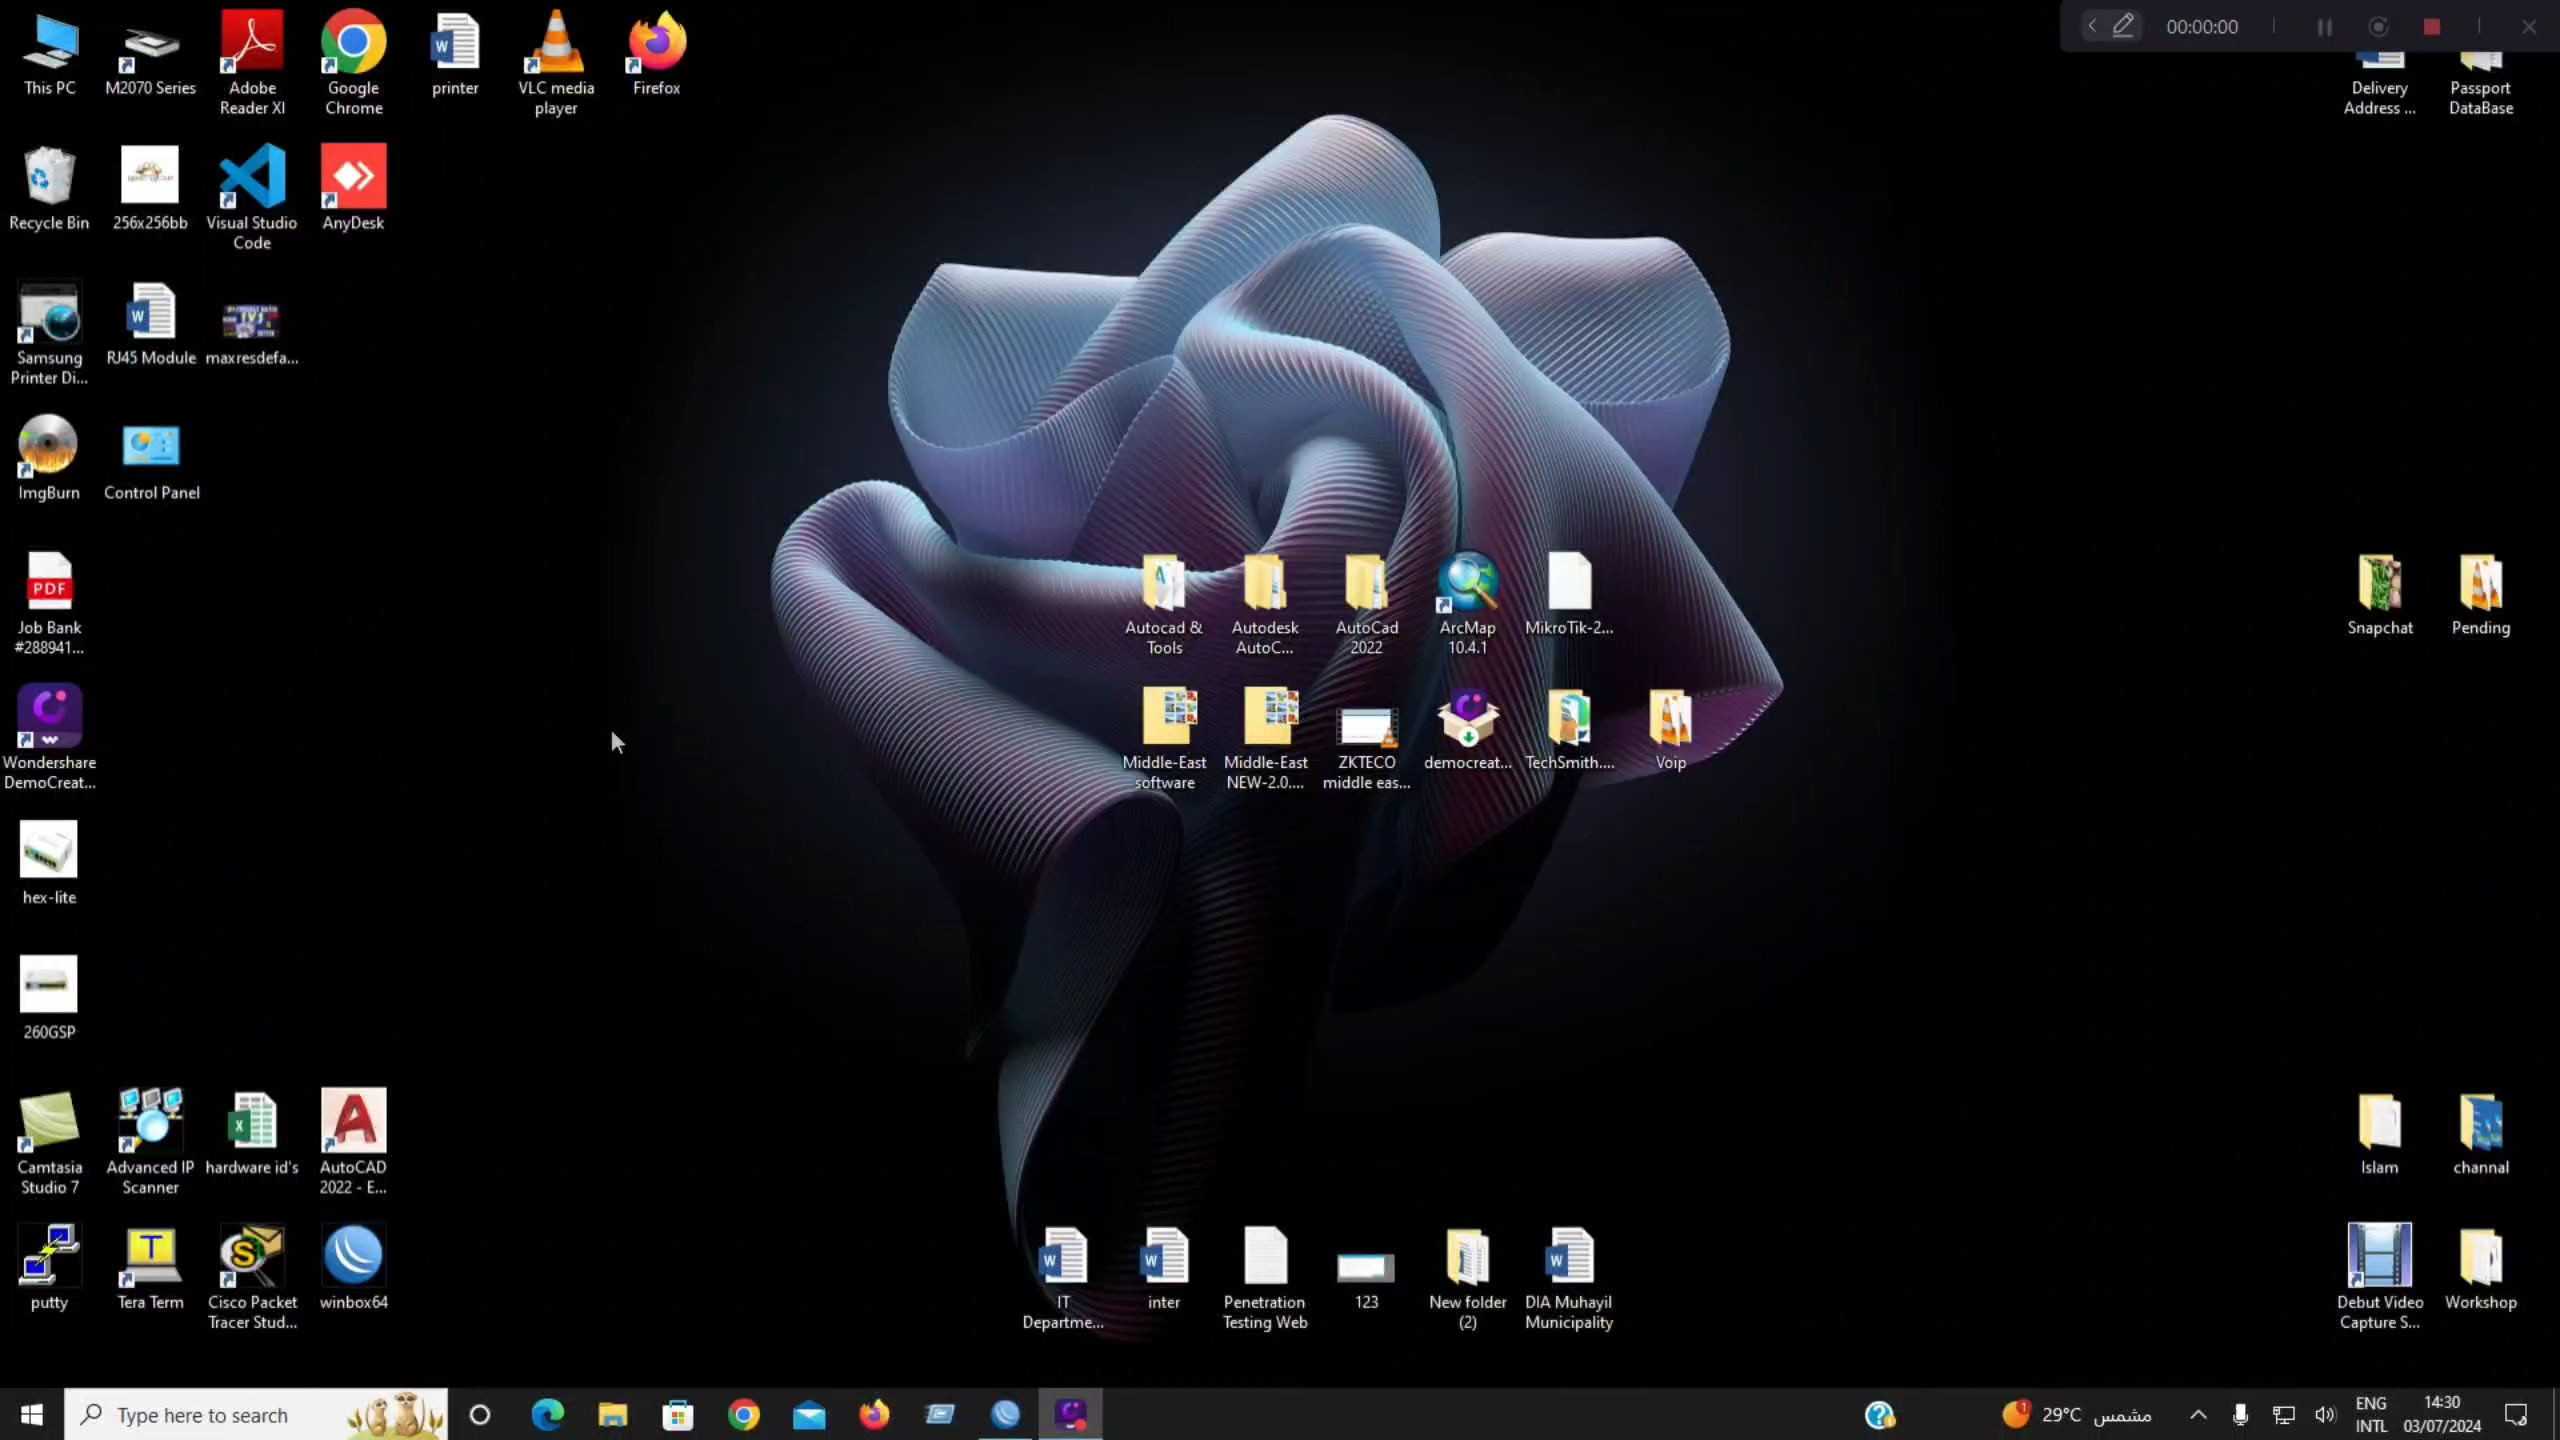 00:00:00
This PC
M2070 Series
Adobe
Reader XI
Google
Chrome
printer
VLC media
player
Firefox
Delivery
Address ...
Passport
DataBase
Recycle Bin
256x256bb
Visual Studio
Code
AnyDesk
Samsung
Printer Di...
RJ45 Module
maxresdefa...
ImgBurn
Control Panel
PDF
Job Bank
#288941...
Autocad &
Tools
Autodesk
AutoC...
AutoCad
2022
ArcMap
10.4.1
MikroTik-2...
Snapchat
Pending
Wondershare
DemoCreat...
Middle-East
software
Middle-East
NEW-2.0....
ZKTECO
middle eas...
democreat...
TechSmith....
Voip
hex-lite
260GSP
Camtasia
Studio 7
Advanced IP
Scanner
hardware id's
AutoCAD
2022 - E...
Islam
channal
putty
Tera Term
Cisco Packet
Tracer Stud...
winbox64
IT
Departme...
inter
Penetration
Testing Web
123
New folder
(2)
DIA Muhayil
Municipality
Debut Video
Capture S...
Workshop
Type here to search
1
29°C مشمس
ENG
INTL
14:30
03/07/2024